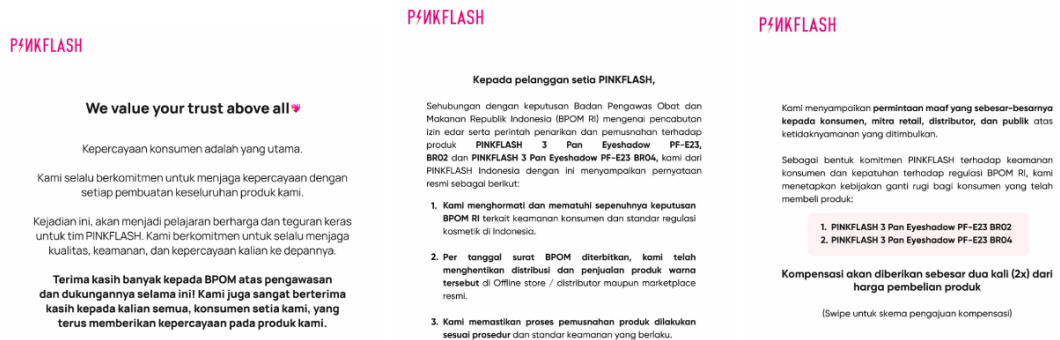 PINKFLASH
We value your trust above all
Kepercayaan konsumen adalah yang utama.
Kami selalu berkomitmen untuk menjaga kepercayaan dengan
setiap pembuatan keseluruhan produk kami.
Kejadian ini, akan menjadi pelajaran berharga dan teguran keras
untuk tim PINKFLASH. Kami berkomitmen untuk selalu menjaga
kualitas, keamanan, dan kepercayaan kalian ke depannya.
Terima kasih banyak kepada BPOM atas pengawasan
dan dukungannya selama ini! Kami juga sangat berterima
kasih kepada kalian semua, konsumen setia kami, yang
terus memberikan kepercayaan pada produk kami.
PINKFLASH
Kepada pelanggan setia PINKFLASH,
Sehubungan dengan keputusan Badan Pengawas Obat dan
Makanan Republik Indonesia (BPOM RI) mengenai pencabutan
izin edar serta perintah penarikan dan pemusnahan terhadap
produk PINKFLASH 3 Pan Eyeshadow PF-E23,
BR02 dan PINKFLASH 3 Pan Eyeshadow PF-E23 BR04, kami dari
PINKFLASH Indonesia dengan ini menyampaikan pernyataan
resmi sebagai berikut:
1. Kami menghormati dan mematuhi sepenuhnya keputusan
BPOM RI terkait keamanan konsumen dan standar regulasi
kosmetik di Indonesia.
2. Per tanggal surat BPOM diterbitkan, kami telah
menghentikan distribusi dan penjualan produk warna
tersebut di Offline store / distributor maupun marketplace
resmi.
3. Kami memastikan proses pemusnahan produk dilakukan
sesuai prosedur dan standar keamanan yang berlaku.
PINKFLASH
Kami menyampaikan permintaan maaf yang sebesar-besarnya
kepada konsumen, mitra retail, distributor, dan publik atas
ketidaknyamanan yang ditimbulkan.
Sebagai bentuk komitmen PINKFLASH terhadap keamanan
konsumen dan kepatuhan terhadap regulasi BPOM RI, kami
menetapkan kebijakan ganti rugi bagi konsumen yang telah
membeli produk:
1. PINKFLASH 3 Pan Eyeshadow PF-E23 BR02
2. PINKFLASH 3 Pan Eyeshadow PF-E23 BR04
Kompensasi akan diberikan sebesar dua kali (2x) dari
harga pembelian produk
(Swipe untuk skema pengajuan kompensasi)